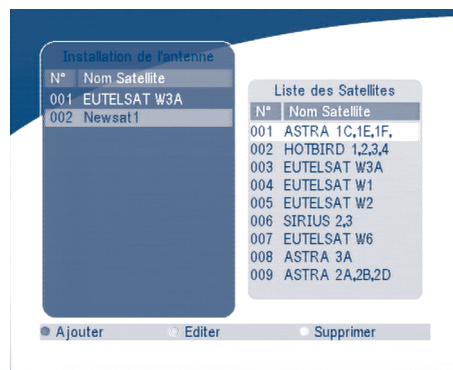 Installation de l'antenne
N° Nom Satellite
001 EUTELSAT W3A
002 Newsat1
Liste des Satellites
N° Nom Satellite
001 ASTRA 1C,1E,1F,
002 HOTBIRD 1,2,3,4
003 EUTELSAT W3A
004 EUTELSAT W1
005 EUTELSAT W2
006 SIRIUS 2,3
007 EUTELSAT W6
008 ASTRA 3A
009 ASTRA 2A,2B,2D
Ajouter Editer Supprimer